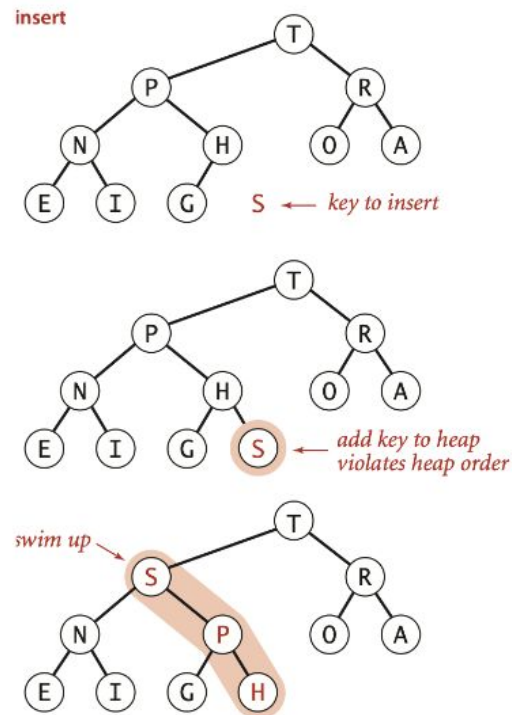 insert
T
P R
N H O A
E I G S key to insert
T
P R
N H O A
E I G S add key to heap
violates heap order
swim up T
S R
N P O A
E I G H